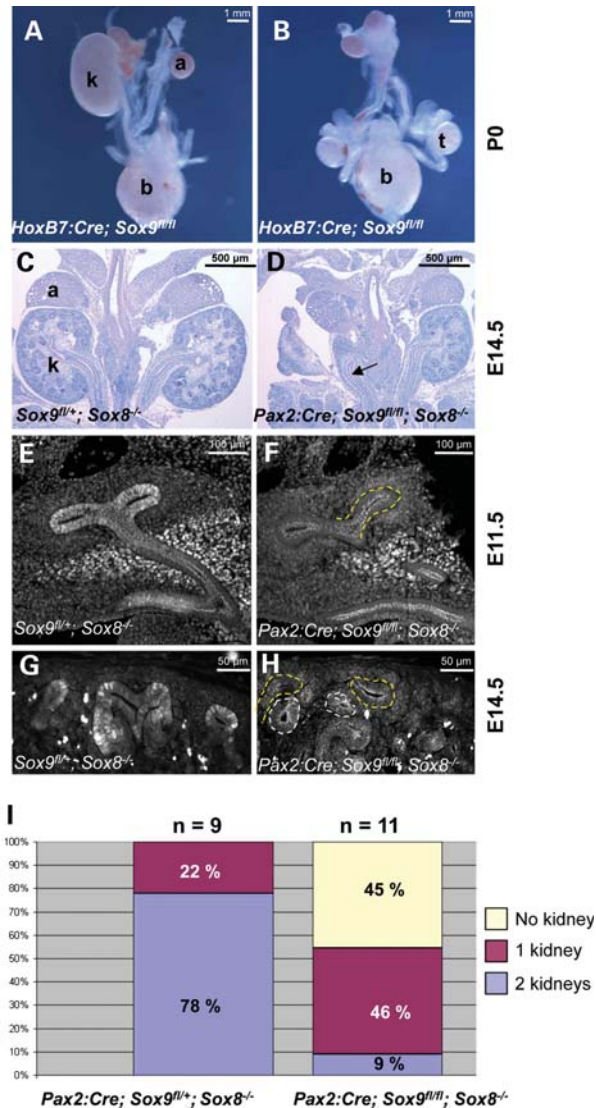 A
1 mm
k
a
b
HoxB7:Cre; Sox9fl/fl
B
1 mm
t
b
HoxB7:Cre; Sox9fl/fl
P0
C
500 µm
a
k
Sox9fl/+; Sox8-/-
D
500 µm
Pax2:Cre; Sox9fl/fl; Sox8-/-
E14.5
E
100 µm
Sox9fl/+; Sox8-/-
F
100 µm
Pax2:Cre; Sox9fl/fl; Sox8-/-
E11.5
G
50 µm
Sox9fl/+; Sox8-/-
H
50 µm
Pax2:Cre; Sox9fl/fl; Sox8-/-
E14.5
I
n = 9
n = 11
100%
90%
80%
70%
60%
50%
40%
30%
20%
10%
0%
22 %
78 %
45 %
46 %
9 %
No kidney
1 kidney
2 kidneys
Pax2:Cre; Sox9fl/+; Sox8-/-
Pax2:Cre; Sox9fl/fl; Sox8-/-